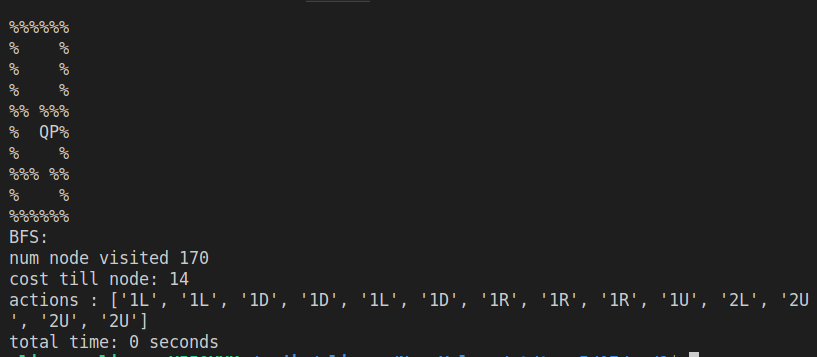 %%%%%%
%    %
%    %
%    %
%% %%%
%  QP%
%    %
%%% %%
%    %
%%%%%%
BFS:
num node visited 170
cost till node: 14
actions : ['1L', '1L', '1D', '1D', '1L', '1D', '1R', '1R', '1R', '1U', '2L', '2U
', '2U', '2U']
total time: 0 seconds